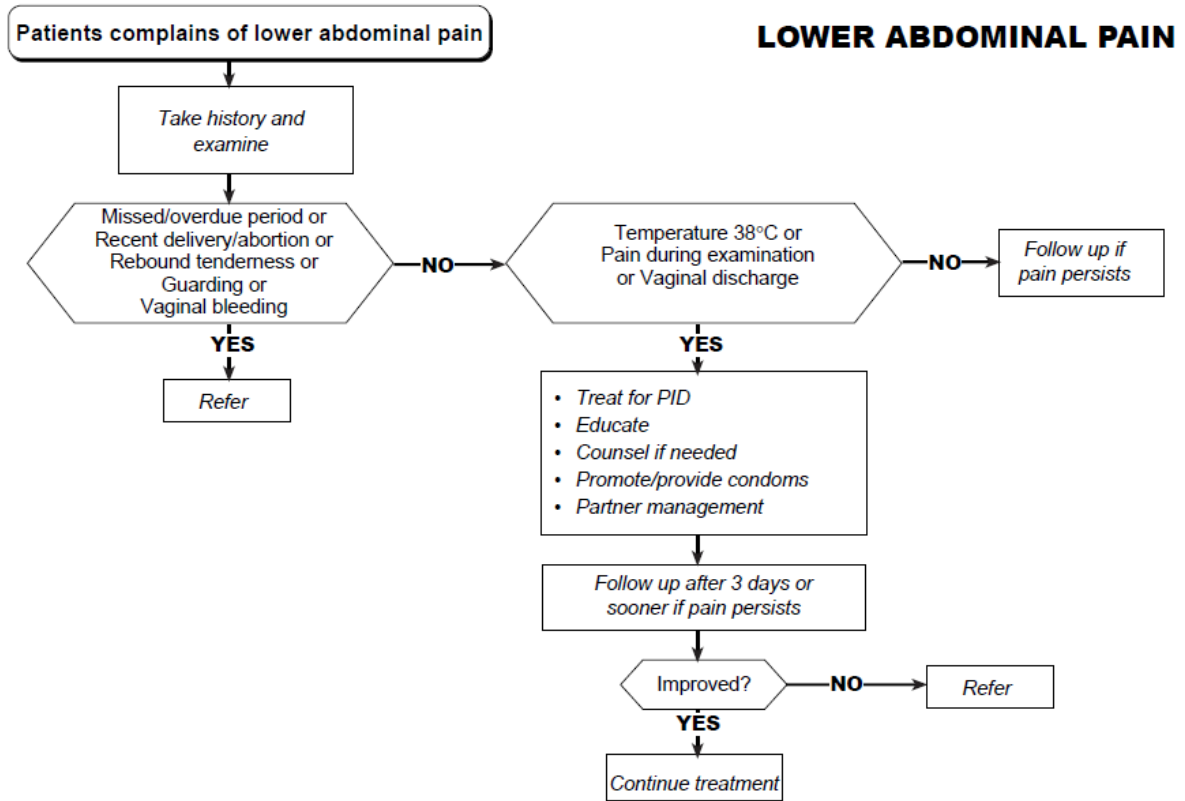 LOWER ABDOMINAL PAIN
Patients complains of lower abdominal pain
Take history and
examine
Missed/overdue period or
Recent delivery/abortion or
Rebound tenderness or
Guarding or
Vaginal bleeding
NO
Temperature 38°C or
Pain during examination
or Vaginal discharge
NO
Follow up if
pain persists
YES
Refer
YES
• Treat for PID
• Educate
• Counsel if needed
• Promote/provide condoms
• Partner management
Follow up after 3 days or
sooner if pain persists
Improved?
NO
Refer
YES
Continue treatment